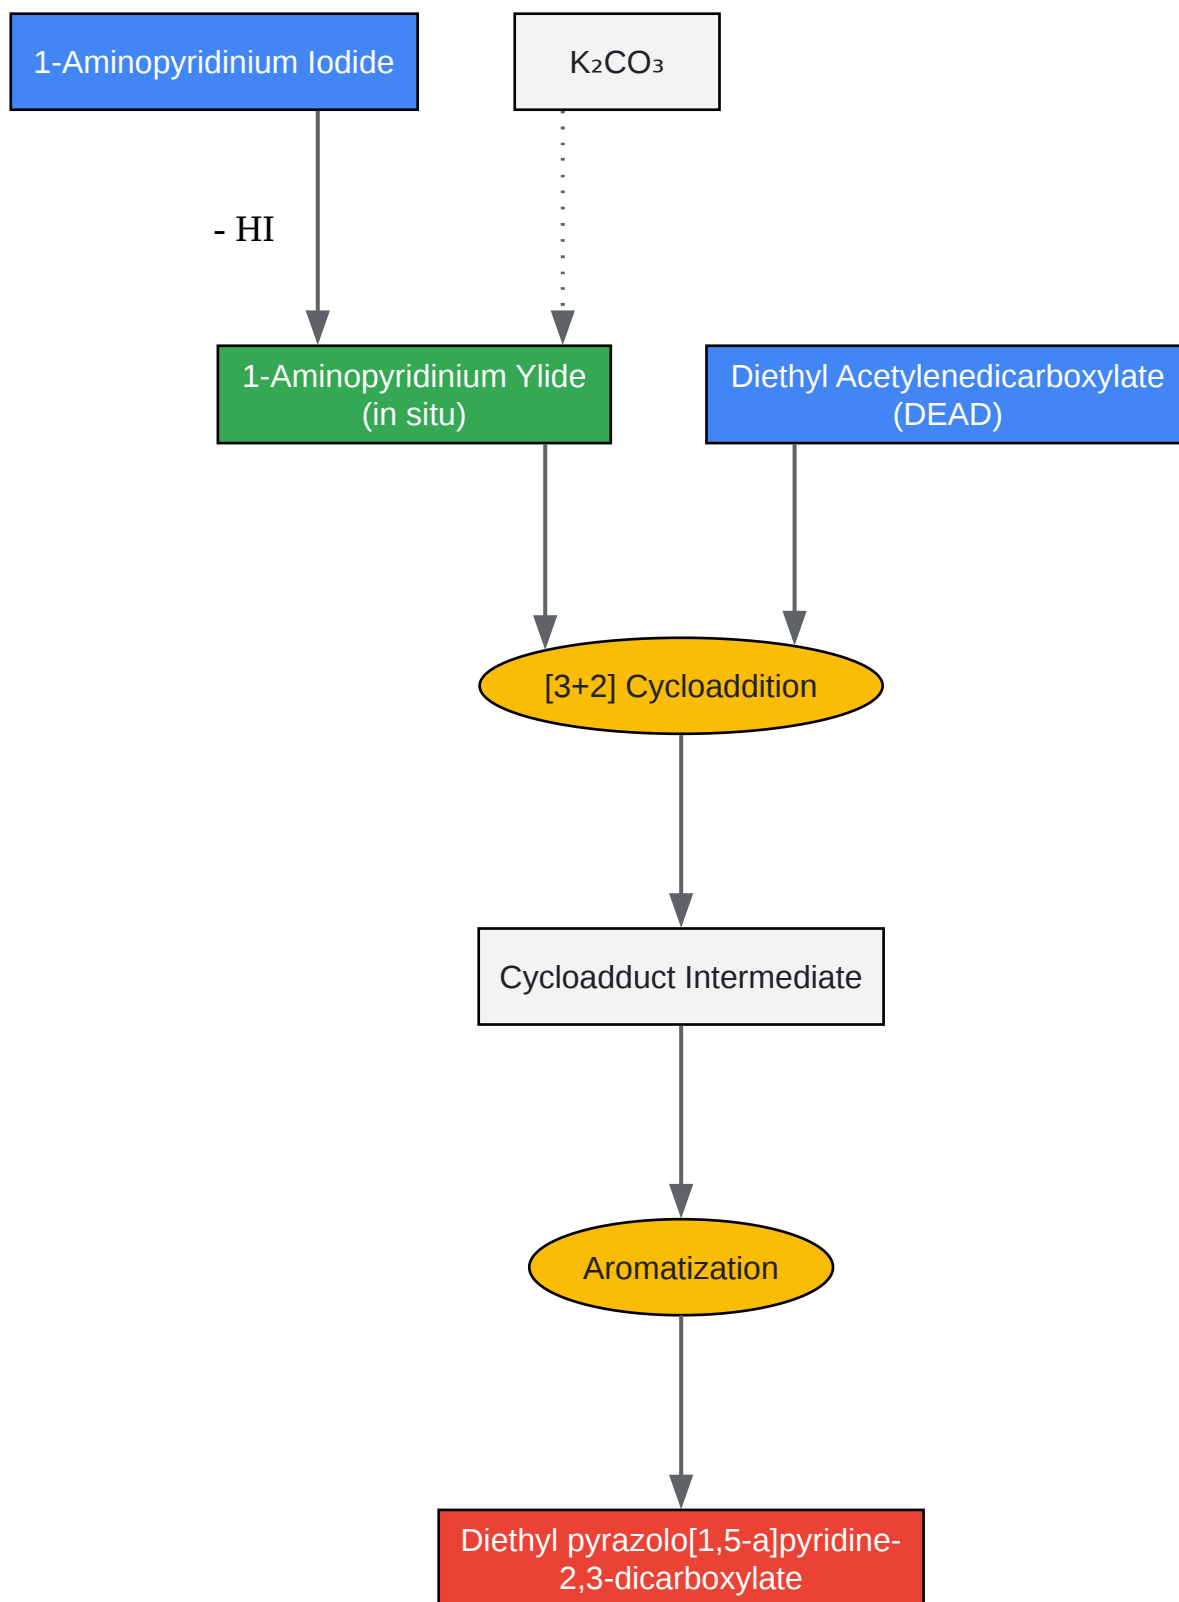 1-Aminopyridinium Iodide
K₂CO₃
- HI
1-Aminopyridinium Ylide
(in situ)
Diethyl Acetylenedicarboxylate
(DEAD)
[3+2] Cycloaddition
Cycloadduct Intermediate
Aromatization
Diethyl pyrazolo[1,5-a]pyridine-
2,3-dicarboxylate